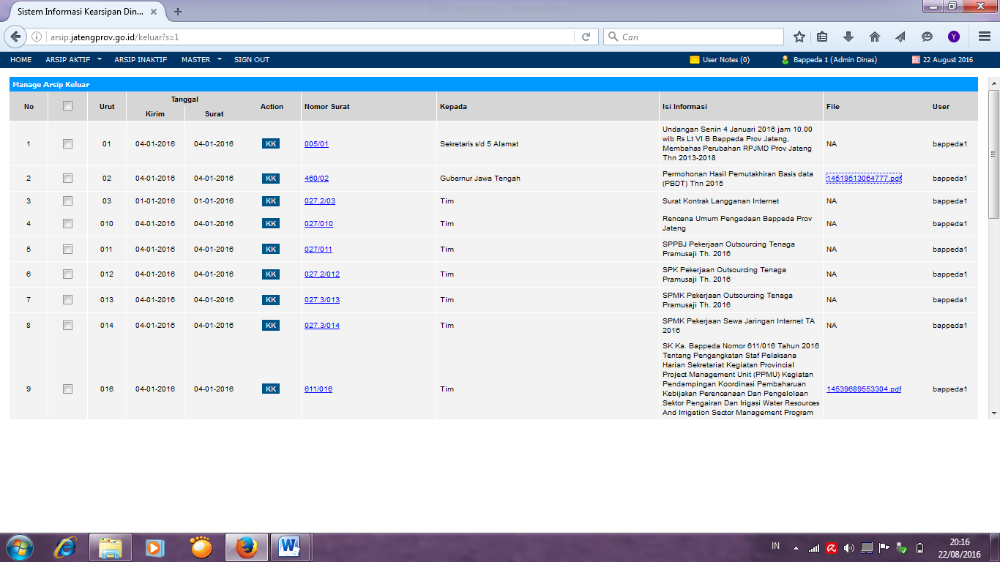 Sistem Informasi Kearsipan Din...
arsip.jatengprov.go.id/keluar?s=1
Cari
Y
HOME ARSIP AKTIF ARSIP INAKTIF MASTER SIGN OUT User Notes (0) Bappeda 1 (Admin Dinas) 22 August 2016
Manage Arsip Keluar
No Urut Tanggal Action Nomor Surat Kepada Isi Informasi File User
Kirim Surat
1 01 04-01-2016 04-01-2016 KK 005/01 Sekretaris s/d 5 Alamat Undangan Senin 4 Januari 2016 jam 10.00
wib Rs Lt VI B Bappeda Prov Jateng,
Membahas Perubahan RPJMD Prov Jateng
Thn 2013-2018 NA bappeda1
2 02 04-01-2016 04-01-2016 KK 460/02 Gubernur Jawa Tengah Permohonan Hasil Pemutakhiran Basis data
(PBDT) Thn 2015 14519513064777.pdf bappeda1
3 03 01-01-2016 01-01-2016 KK 027.2/03 Tim Surat Kontrak Langganan Internet NA bappeda1
4 010 04-01-2016 04-01-2016 KK 027/010 Tim Rencana Umum Pengadaan Bappeda Prov
Jateng NA bappeda1
5 011 04-01-2016 04-01-2016 KK 027/011 Tim SPPBJ Pekerjaan Outsourcing Tenaga
Pramusaji Th. 2016 NA bappeda1
6 012 04-01-2016 04-01-2016 KK 027.2/012 Tim SPK Pekerjaan Outsourcing Tenaga
Pramusaji Th. 2016 NA bappeda1
7 013 04-01-2016 04-01-2016 KK 027.3/013 Tim SPMK Pekerjaan Outsourcing Tenaga
Pramusaji Th. 2016 NA bappeda1
8 014 04-01-2016 04-01-2016 KK 027.3/014 Tim SPMK Pekerjaan Sewa Jaringan Internet TA
2016 NA bappeda1
9 016 04-01-2016 04-01-2016 KK 611/016 Tim SK Ka. Bappeda Nomor 611/016 Tahun 2016
Tentang Pengangkatan Staf Pelaksana
Harian Sekretariat Kegiatan Provincial
Project Management Unit (PPMU) Kegiatan
Pendampingan Koordinasi Pembaharuan
Kebijakan Perencanaan Dan Pengelolaan
Sektor Pengairan Dan Irigasi Water Resources
And Irrigation Sector Management Program 14539689553304.pdf bappeda1
IN 20:16
22/08/2016